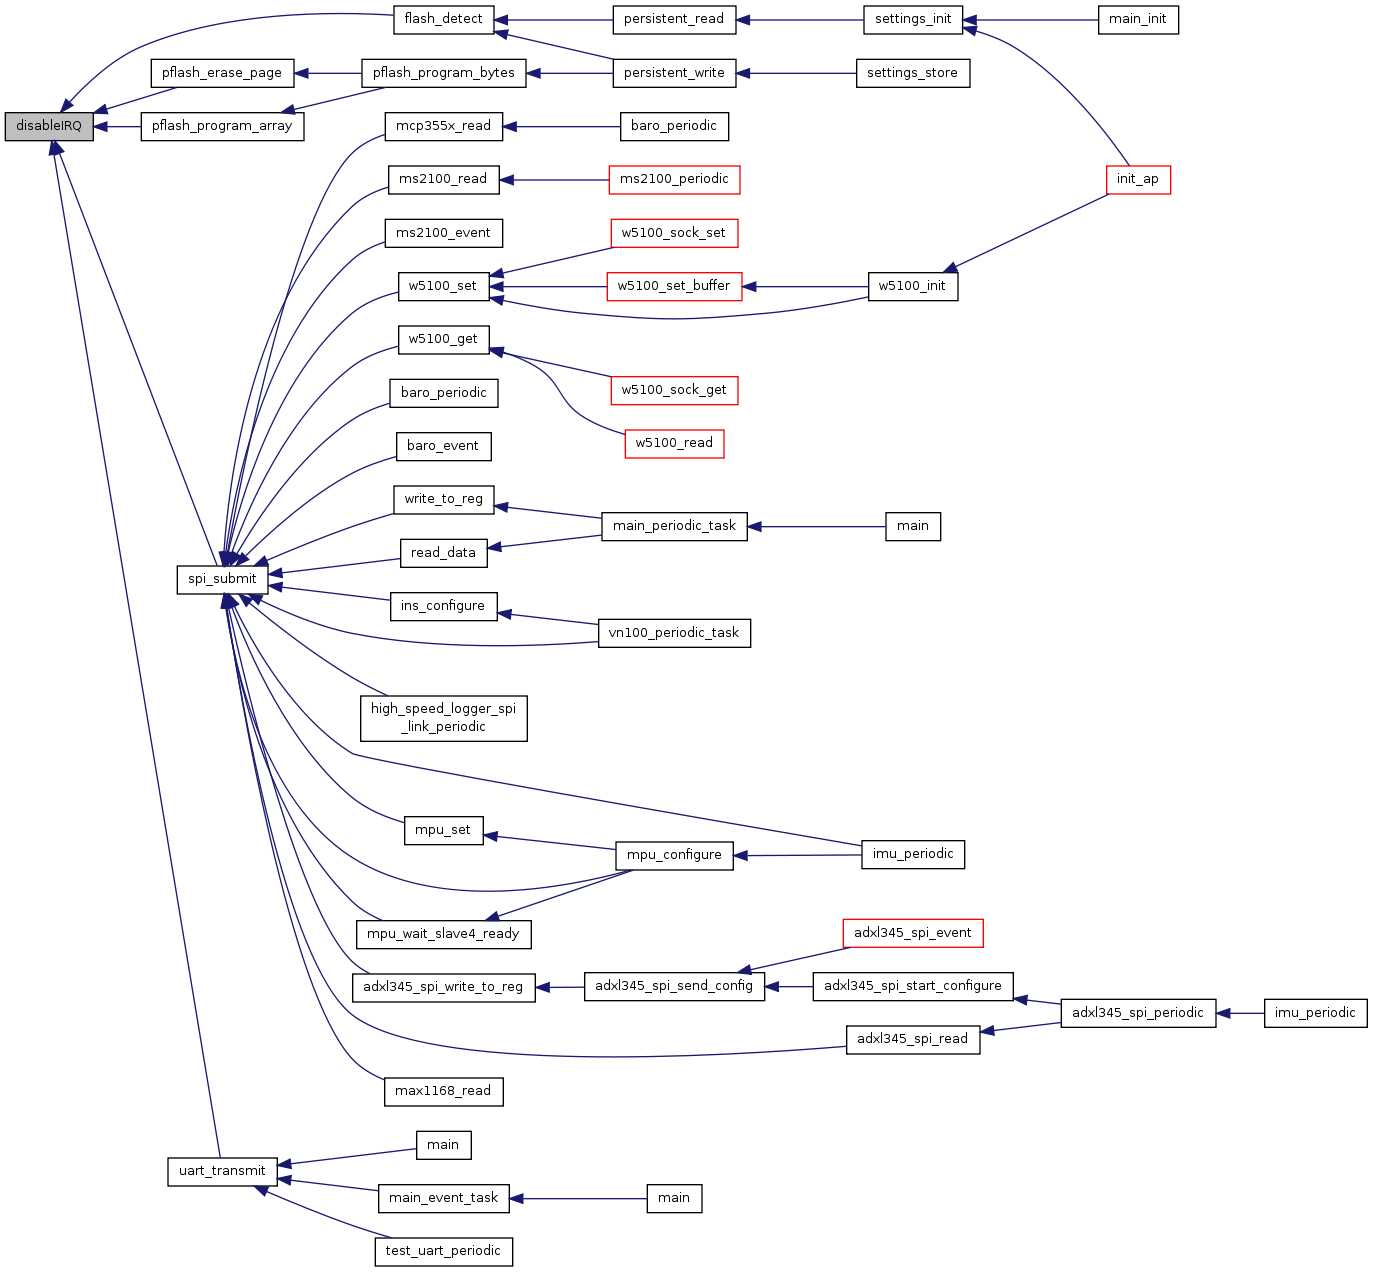 flash_detect
persistent_read
settings_init
main_init
pflash_erase_page
pflash_program_bytes
persistent_write
settings_store
disableIRQ
pflash_program_array
mcp355x_read
baro_periodic
ms2100_read
ms2100_periodic
init_ap
ms2100_event
w5100_sock_set
w5100_set
w5100_set_buffer
w5100_init
w5100_get
baro_periodic
w5100_sock_get
baro_event
w5100_read
write_to_reg
main_periodic_task
main
read_data
spi_submit
ins_configure
vn100_periodic_task
high_speed_logger_spi
_link_periodic
mpu_set
mpu_configure
imu_periodic
mpu_wait_slave4_ready
adxl345_spi_event
adxl345_spi_write_to_reg
adxl345_spi_send_config
adxl345_spi_start_configure
adxl345_spi_periodic
imu_periodic
adxl345_spi_read
max1168_read
main
uart_transmit
main_event_task
main
test_uart_periodic